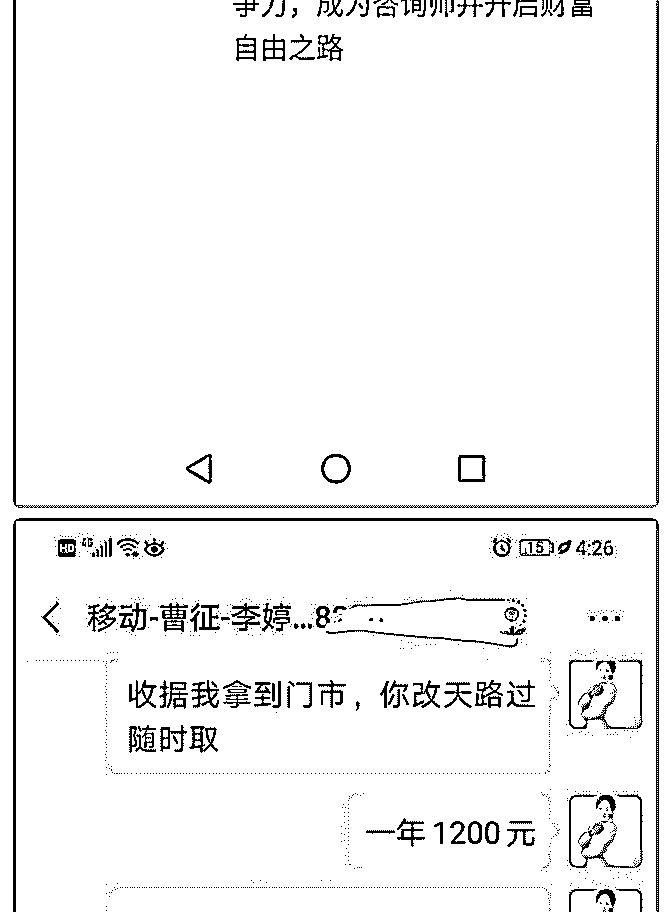 争力，成为咨询师并开启财富
自由之路
HD 4G 15 4:26
移动-曹征-李婷...8
收据我拿到门市，你改天路过
随时取
一年1200元